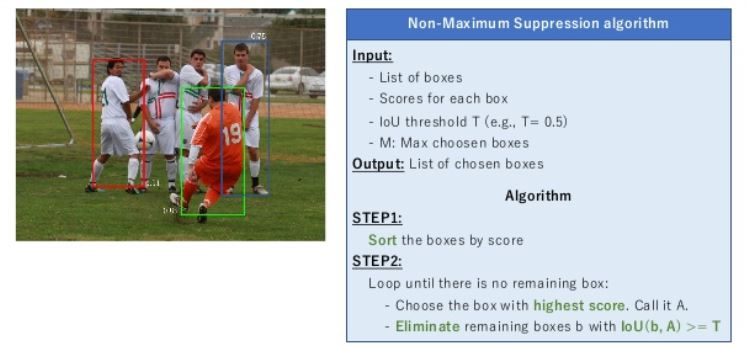 0.75
19
Non-Maximum Suppression algorithm
Input:
- List of boxes
- Scores for each box
- IoU threshold T (e.g., T= 0.5)
- M: Max choosen boxes
Output: List of chosen boxes
Algorithm
STEP1:
Sort the boxes by score
STEP2:
Loop until there is no remaining box:
- Choose the box with highest score. Call it A.
- Eliminate remaining boxes b with IoU(b, A) >= T